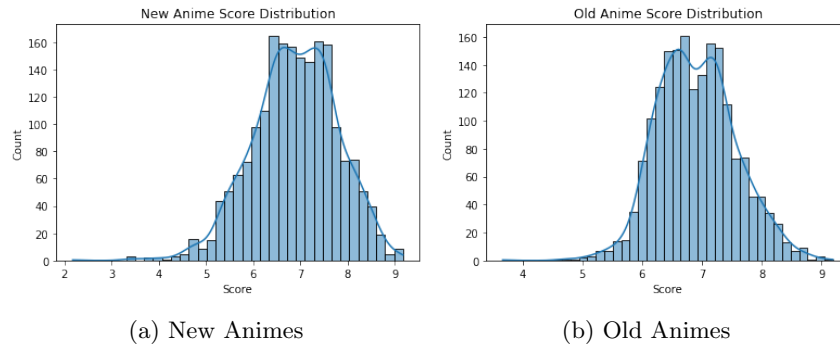 New Anime Score Distribution
160
140
120
100
80
60
40
20
0
Count
2 3 4 5 6 7 8 9
Score
(a) New Animes
Old Anime Score Distribution
160
140
120
100
80
60
40
20
0
Count
4 5 6 7 8 9
Score
(b) Old Animes